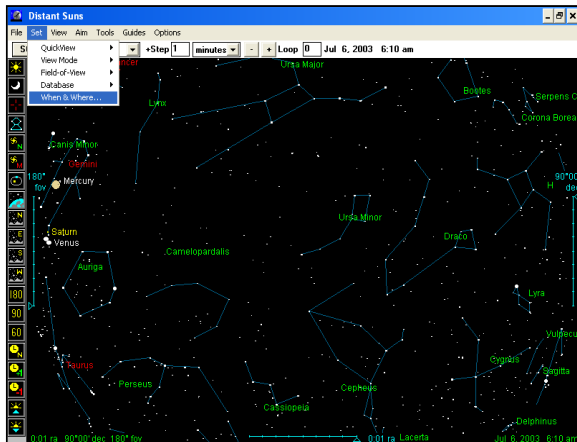 Distant Suns
File Set View Aim Tools Guides Options
+Step 1 minutes - + Loop 0 Jul 6, 2003 6:10 am
QuickView
View Mode
Field-of-View
Database
When & Where...
Ursa Major
Lynx
Bootes
Serpens C
Corona Borea
Canis Minor
Gemini
180°
fov
Mercury
90°00'
dec
H
Saturn
Venus
Ursa Minor
Draco
Camelopardalis
Auriga
Lyra
Vulpecu
Taurus
Perseus
Cygnus
Sagitta
Cepheus
Cassiopeia
Delphinus
Lacerta
0:01 ra 90°00' dec 180° fov
0:01 ra
Jul 6, 2003 6:10 am
N
M
N
E
S
W
180
90
60
N